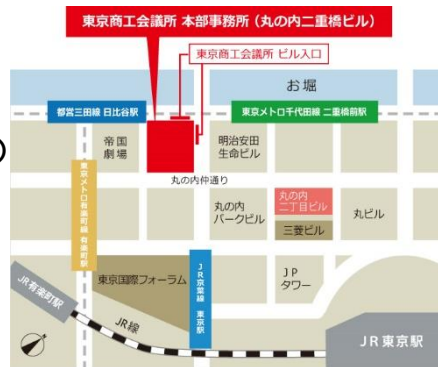 東京商工会議所 本部事務所（丸の内二重橋ビル）
東京商工会議所 ビル入口
お堀
都営三田線 日比谷駅
東京メトロ千代田線 二重橋前駅
帝国
劇場
明治安田
生命ビル
丸の内仲通り
東京メトロ有楽町線 有楽町駅
丸の内
パークビル
丸の内
二丁目ビル
三菱ビル
丸ビル
東京国際フォーラム
JR京葉線 東京駅
JP
タワー
JR有楽町駅
JR線
JR東京駅